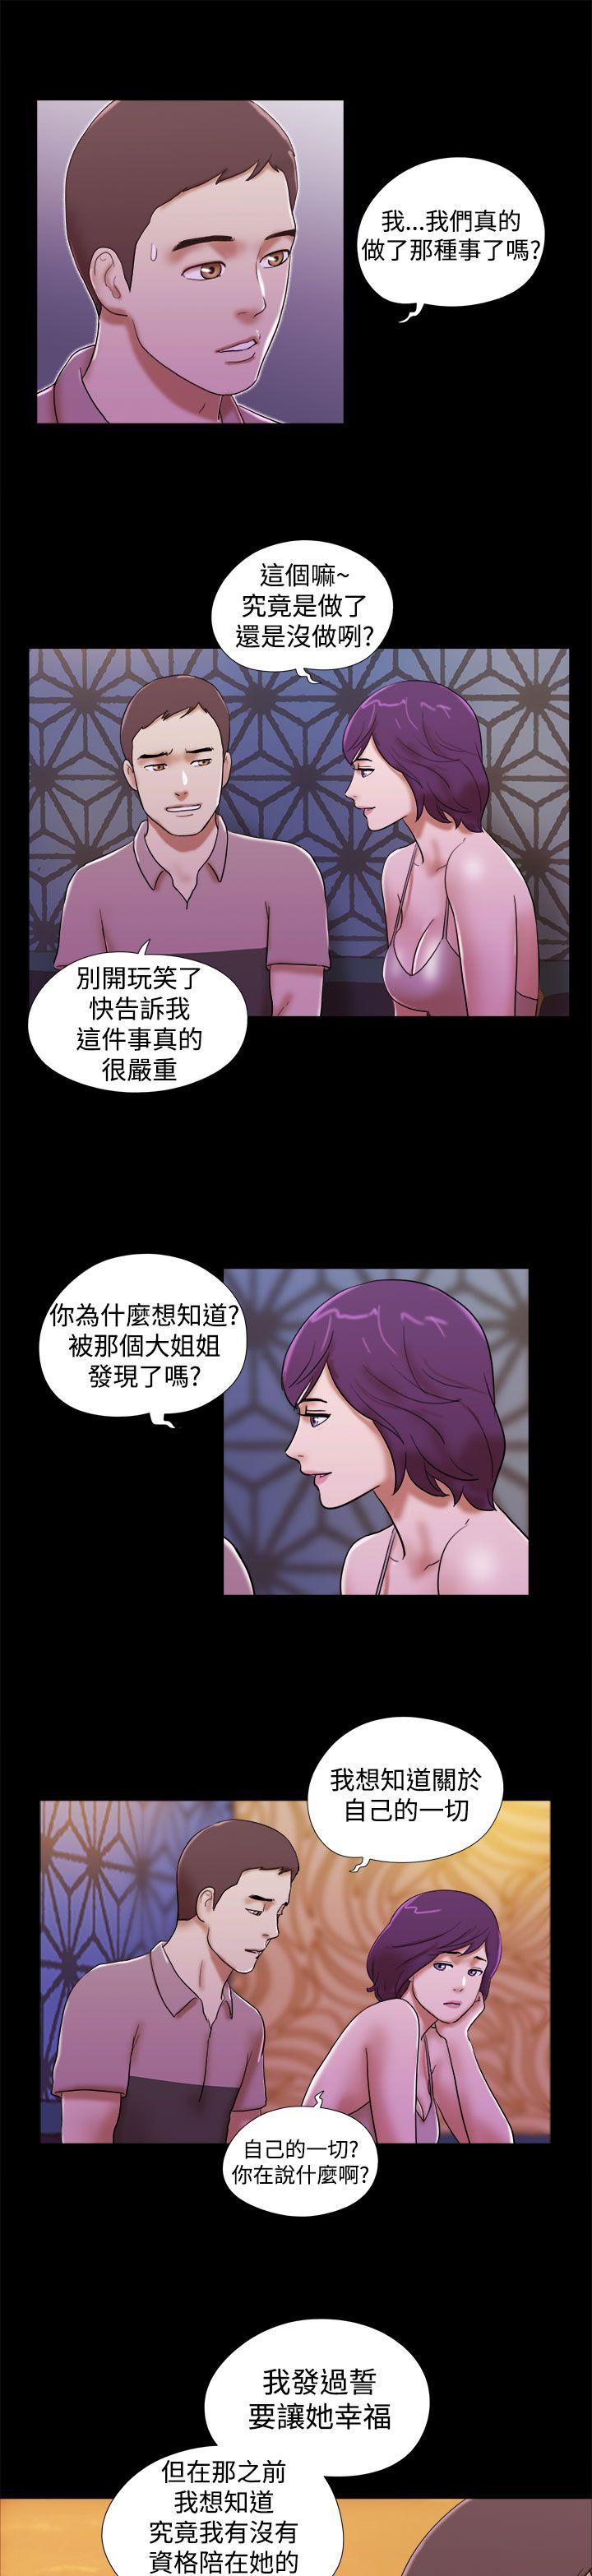 我…我們真的
做了那種事了嗎?
這個嘛~
究竟是做了
還是沒做咧?
別開玩笑了
快告訴我
這件事真的
很嚴重
你為什麼想知道?
被那個大姐姐
發現了嗎?
我想知道關於
自己的一切
自己的一切?
你在說什麼啊?
我發過誓
要讓她幸福
但在那之前
我想知道
究竟我有沒有
資格陪在她的